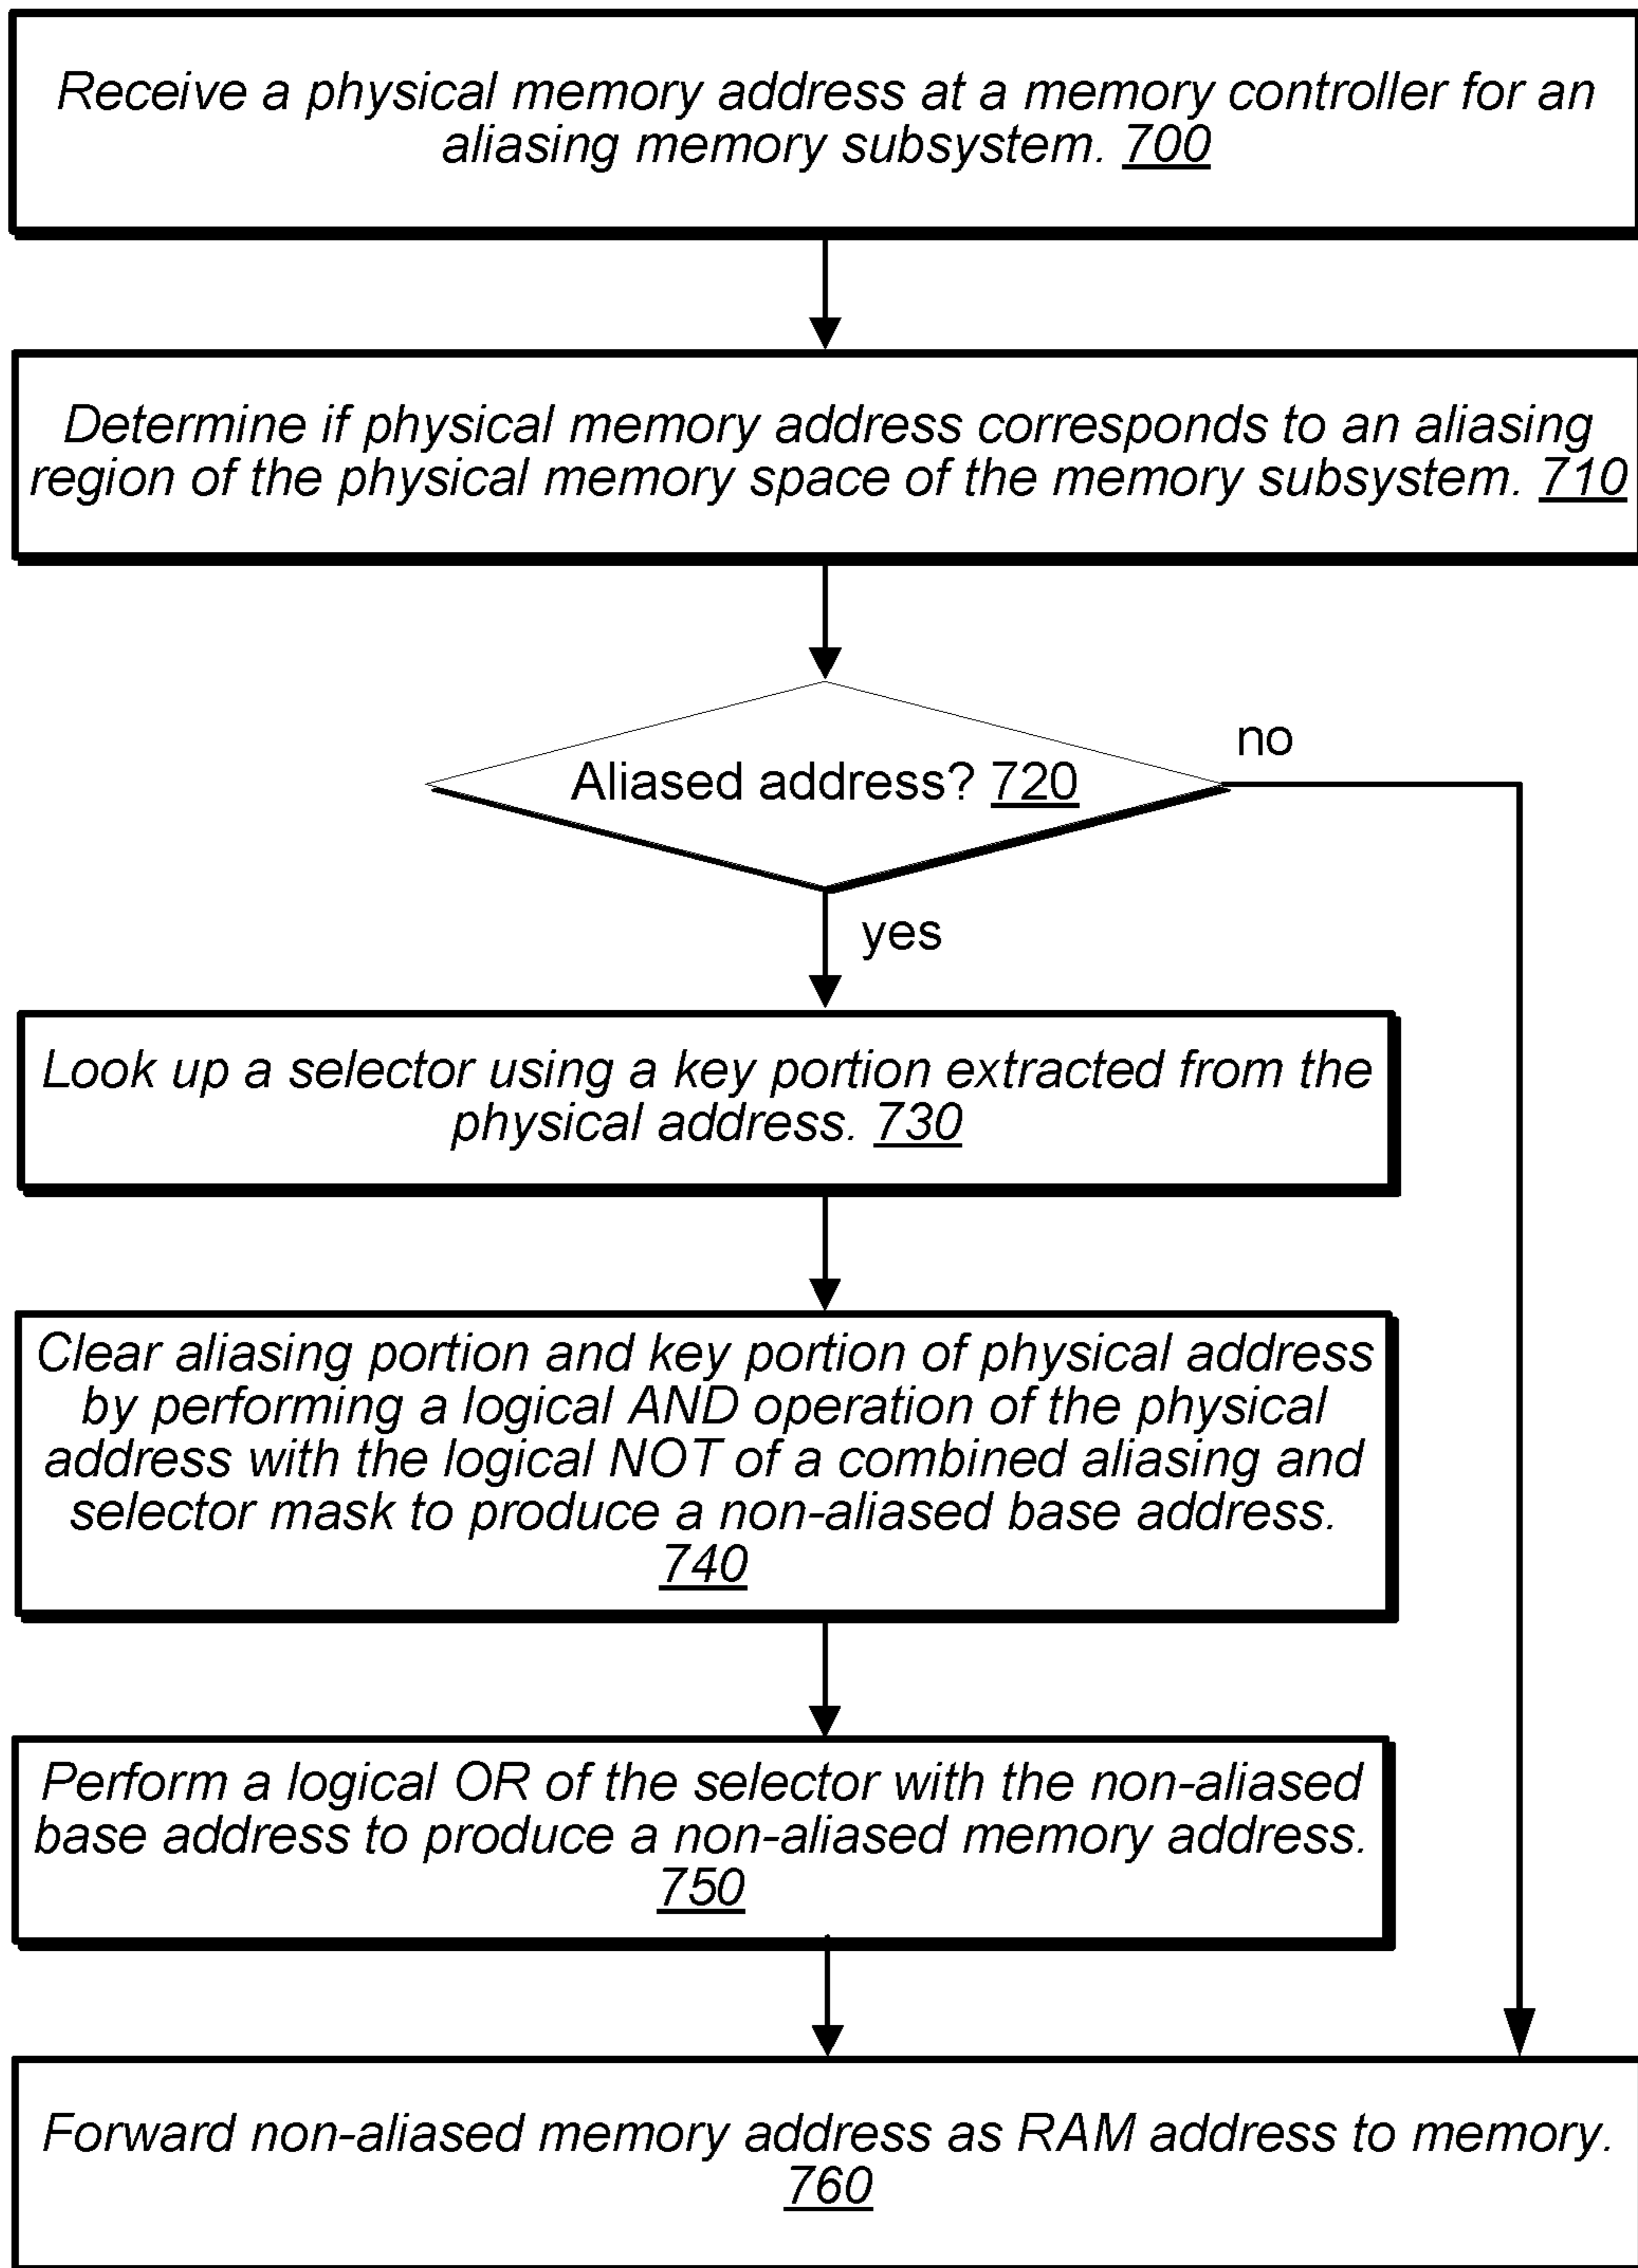 Receive a physical memory address at a memory controller for an
aliasing memory subsystem. 700
Determine if physical memory address corresponds to an aliasing
region of the physical memory space of the memory subsystem. 710
no
Aliased address? 720
yes
Look up a selector using a key portion extracted from the
physical address. 730
Clear aliasing portion and key portion of physical address
by performing a logical AND operation of the physical
address with the logical NOT of a combined aliasing and
selector mask to produce a non-aliased base address.
740
Perform a logical OR of the selector with the non-aliased
base address to produce a non-aliased memory address.
750
Forward non-aliased memory address as RAM address to memory.
760